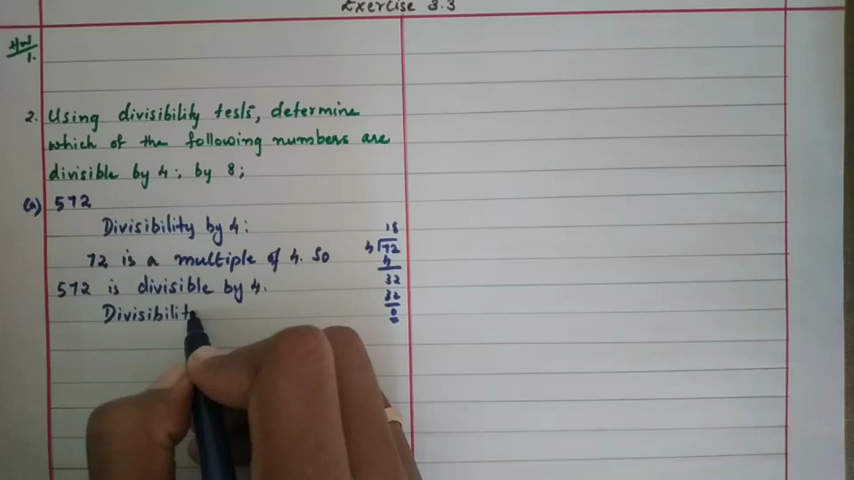 Exercise 3.3
1.
2. Using divisibility tests, determine
which of the following numbers are
divisible by 4; by 8;
(a) 572
Divisibility by 4:
72 is a multiple of 4. So
572 is divisible by 4.
Divisibilit
18
4 72
4
32
32
0